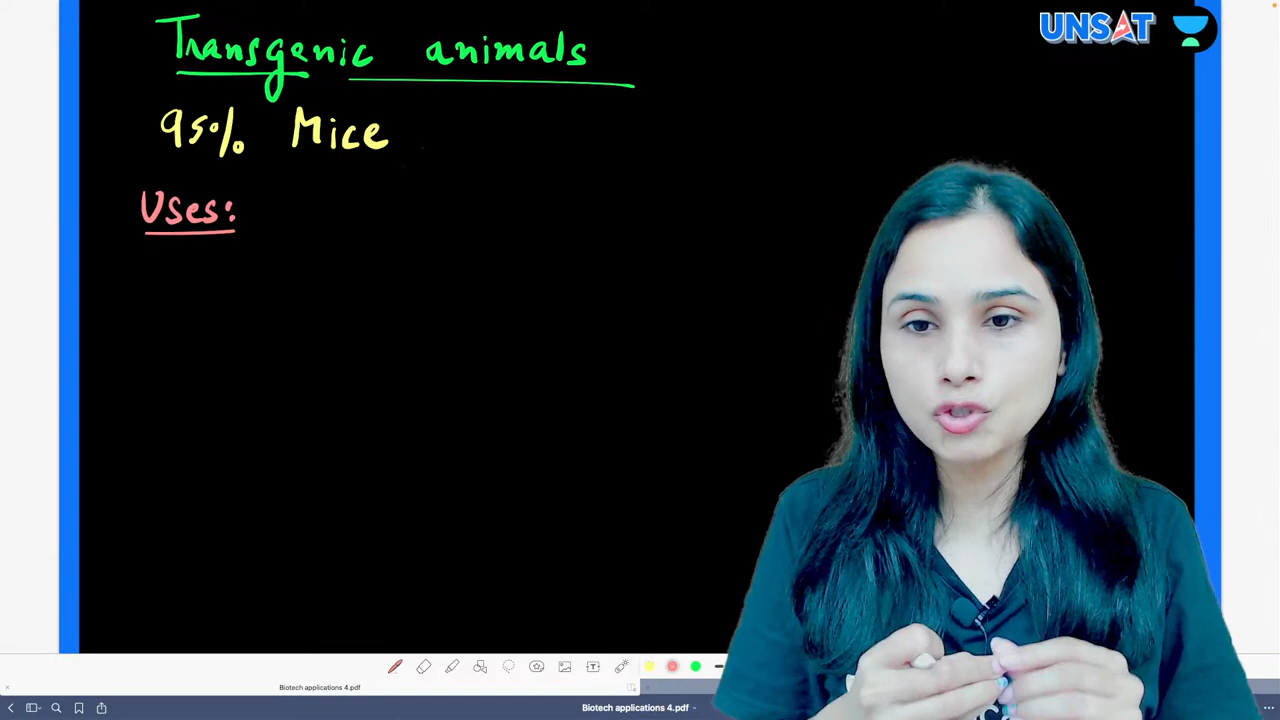 UNSAT
Transgenic animals
95% Mice
Uses:
Biotech applications 4.pdf
Biotech applications 4.pdf